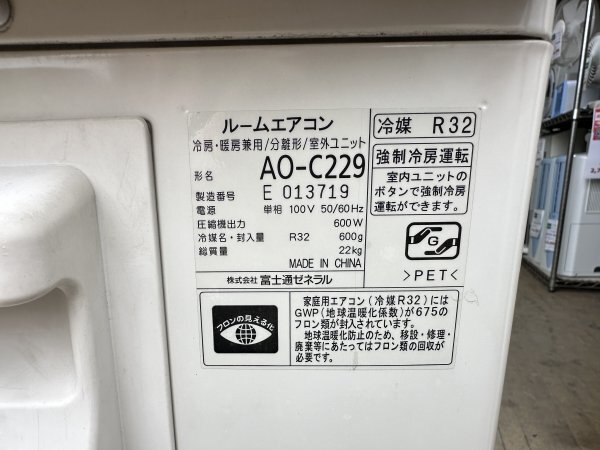 ルームエアコン
冷房・暖房兼用/分離形/室外ユニット
形名 AO-C229
製造番号 E 013719
電源 単相 100V 50/60Hz
圧縮機出力 600W
冷媒名・封入量 R32 600g
総質量 22kg
MADE IN CHINA
株式会社 富士通ゼネラル
冷媒 R32
強制冷房運転
室内ユニットの
ボタンで強制冷房
運転ができます。
G
>PET<
フロンの見える化
家庭用エアコン(冷媒R32)には
GWP(地球温暖化係数)が675の
フロン類が封入されています。
地球温暖化防止のため、移設・修理・
廃棄等にあたってはフロン類の回収が
必要です。